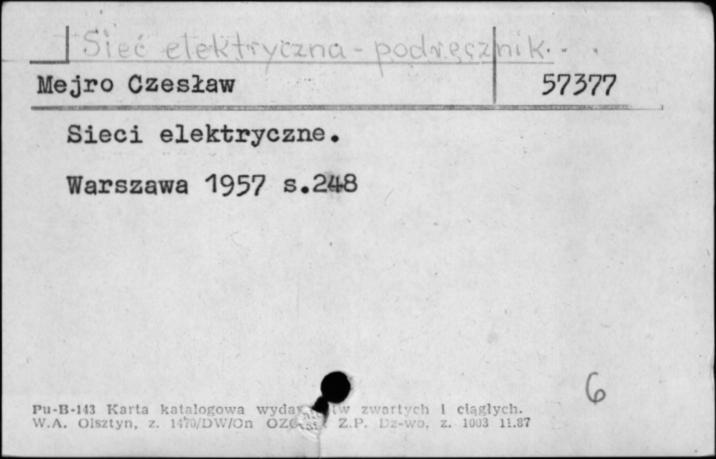 Sieć elektryczna - podręcznik.
Mejro Czesław 57377
Sieci elektryczne.
Warszawa 1957 s.248
6
Pu-B-143 Karta katalogowa zwartych i ciągłych.
W.A. Olsztyn, z. 1470/DW/On Z.P. Dz-wo, z. 1003 11.87